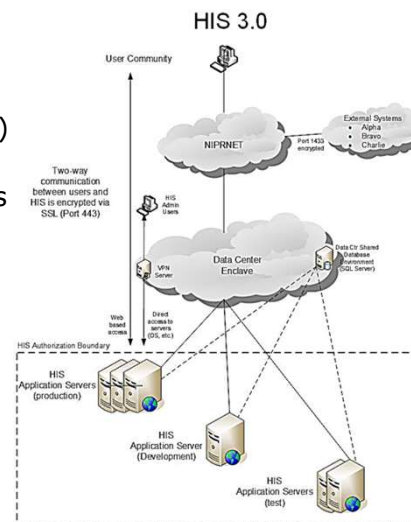 HIS 3.0
User Community
)
s
NIPRNET
Port 1433
encrypted
External Systems
• Alpha
• Bravo
• Charlie
Two-way
communication
between users and
HIS is encrypted via
SSL (Port 443)
HIS
Admin
Users
VPN
Server
Data Center
Enclave
Data Ctr Shared
Database
Environment
(SQL Server)
Web
based
access
Direct
access to
servers
(OS, etc.)
HIS Authorization Boundary
HIS
Application Servers
(production)
HIS
Application Server
(Development)
HIS
Application Servers
(test)